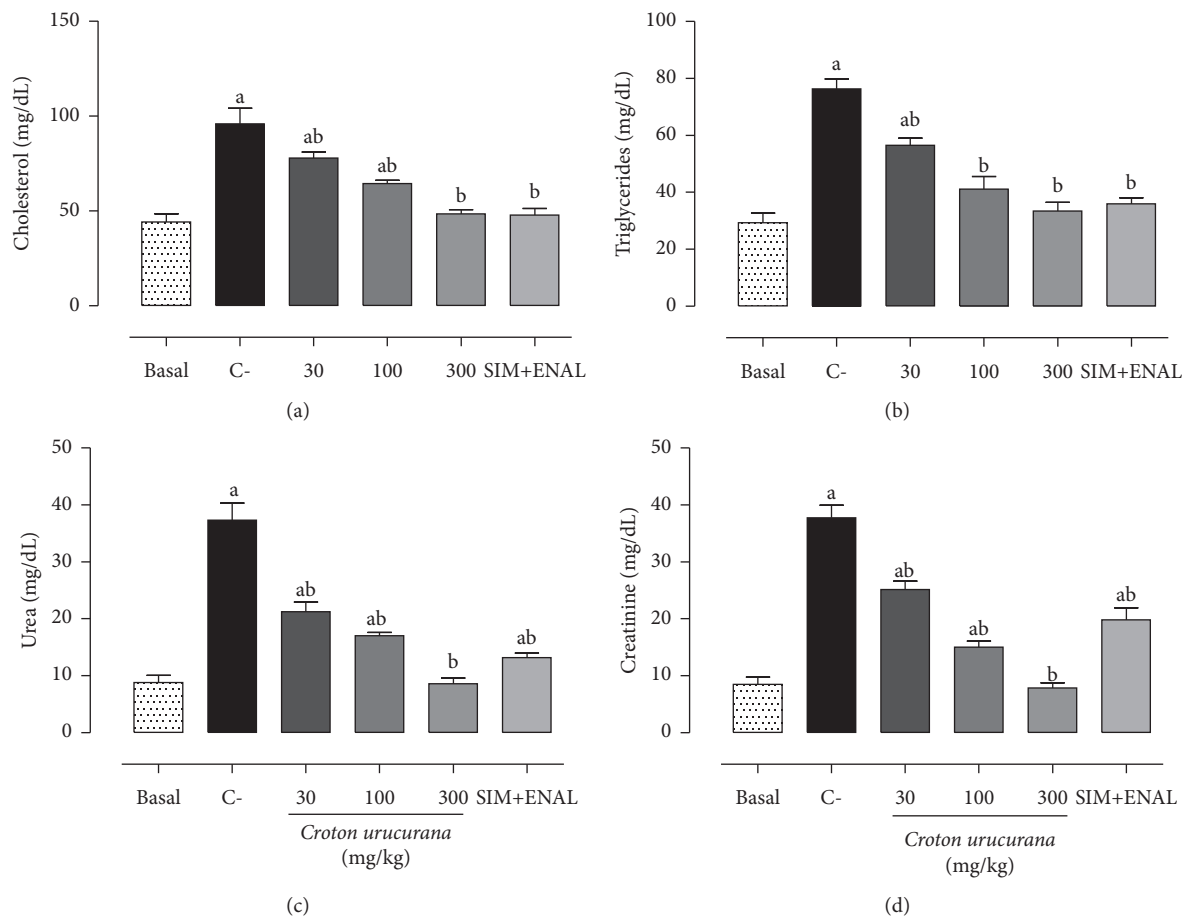 150
100
50
0
Cholesterol (mg/dL)
a
ab
ab
b
b
Basal
C-
30
100
300
SIM+ENAL
(a)
100
80
60
40
20
0
Triglycerides (mg/dL)
a
ab
b
b
b
Basal
C-
30
100
300
SIM+ENAL
(b)
50
40
30
20
10
0
Urea (mg/dL)
a
ab
ab
b
ab
Basal
C-
30
100
300
SIM+ENAL
Croton urucurana
(mg/kg)
(c)
50
40
30
20
10
0
Creatinine (mg/dL)
a
ab
ab
b
ab
Basal
C-
30
100
300
SIM+ENAL
Croton urucurana
(mg/kg)
(d)